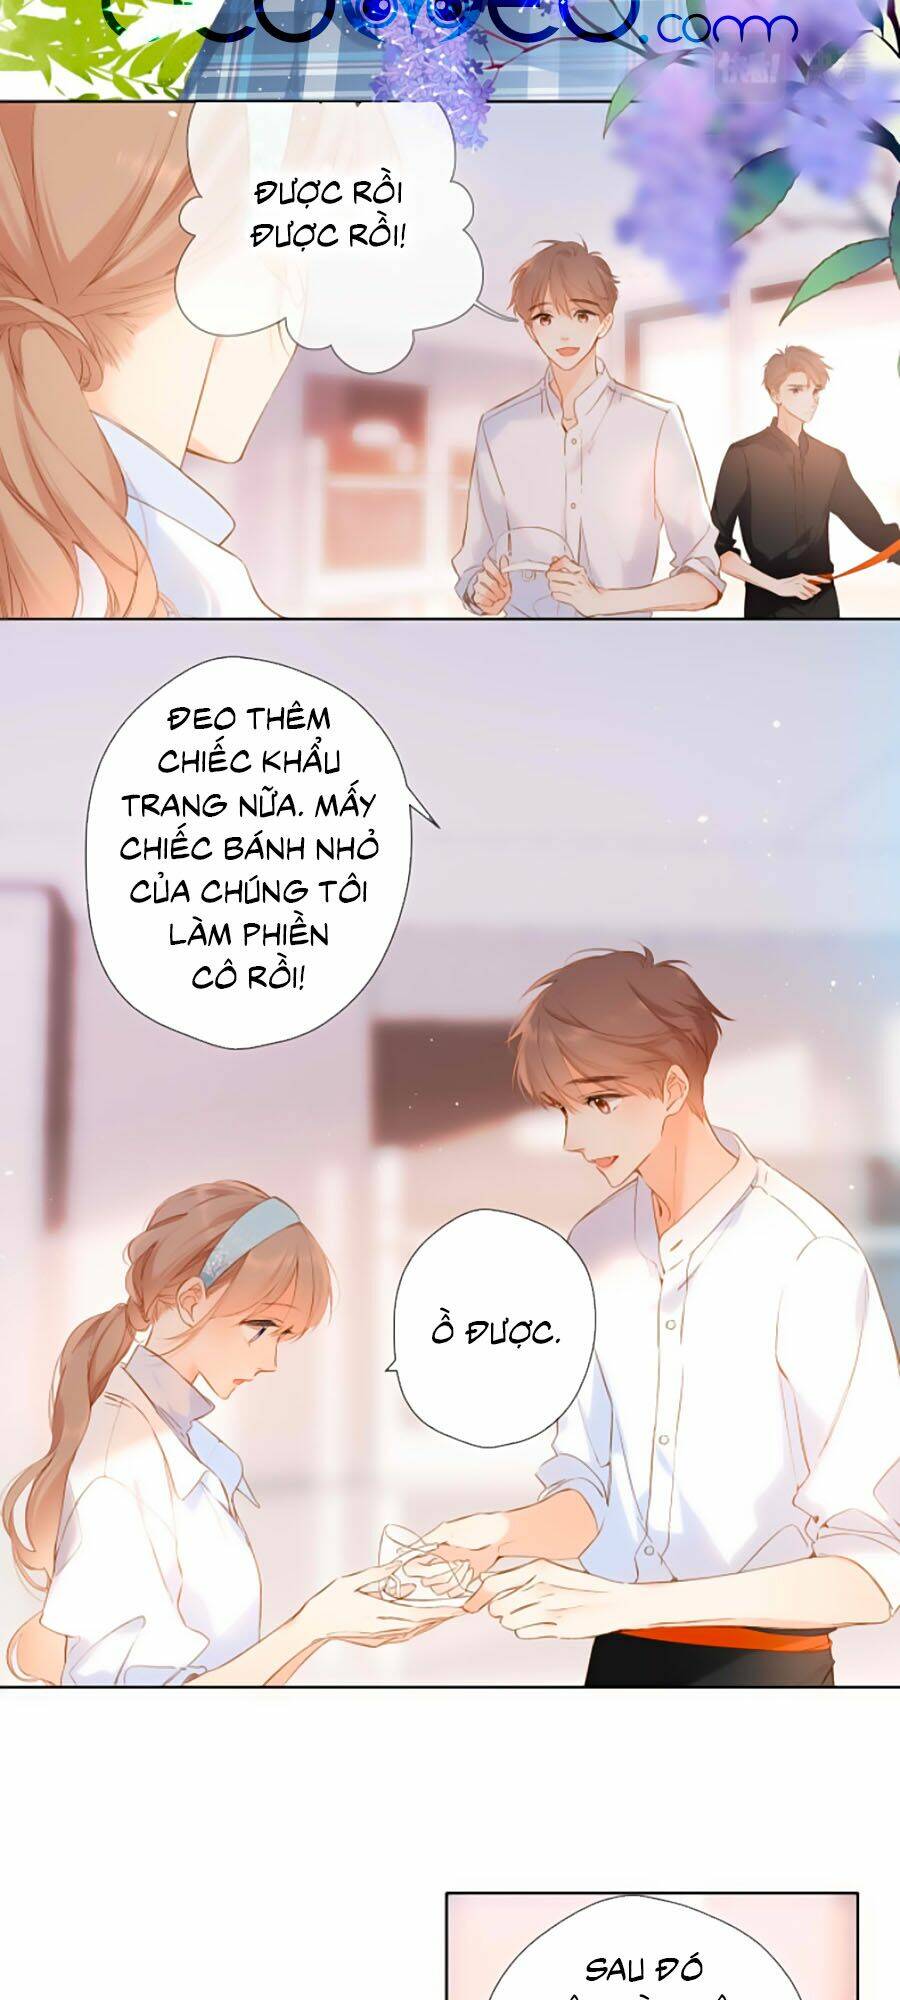 .comm
ĐƯỢC RỒI
ĐƯỢC RỒI!
ĐEO THÊM
CHIẾC KHẨU
TRANG NỮA. MẤY
CHIẾC BÁNH NHỎ
CỦA CHÚNG TÔI
LÀM PHIỀN
CÔ RỒI!
Ồ ĐƯỢC.
SAU ĐÓ